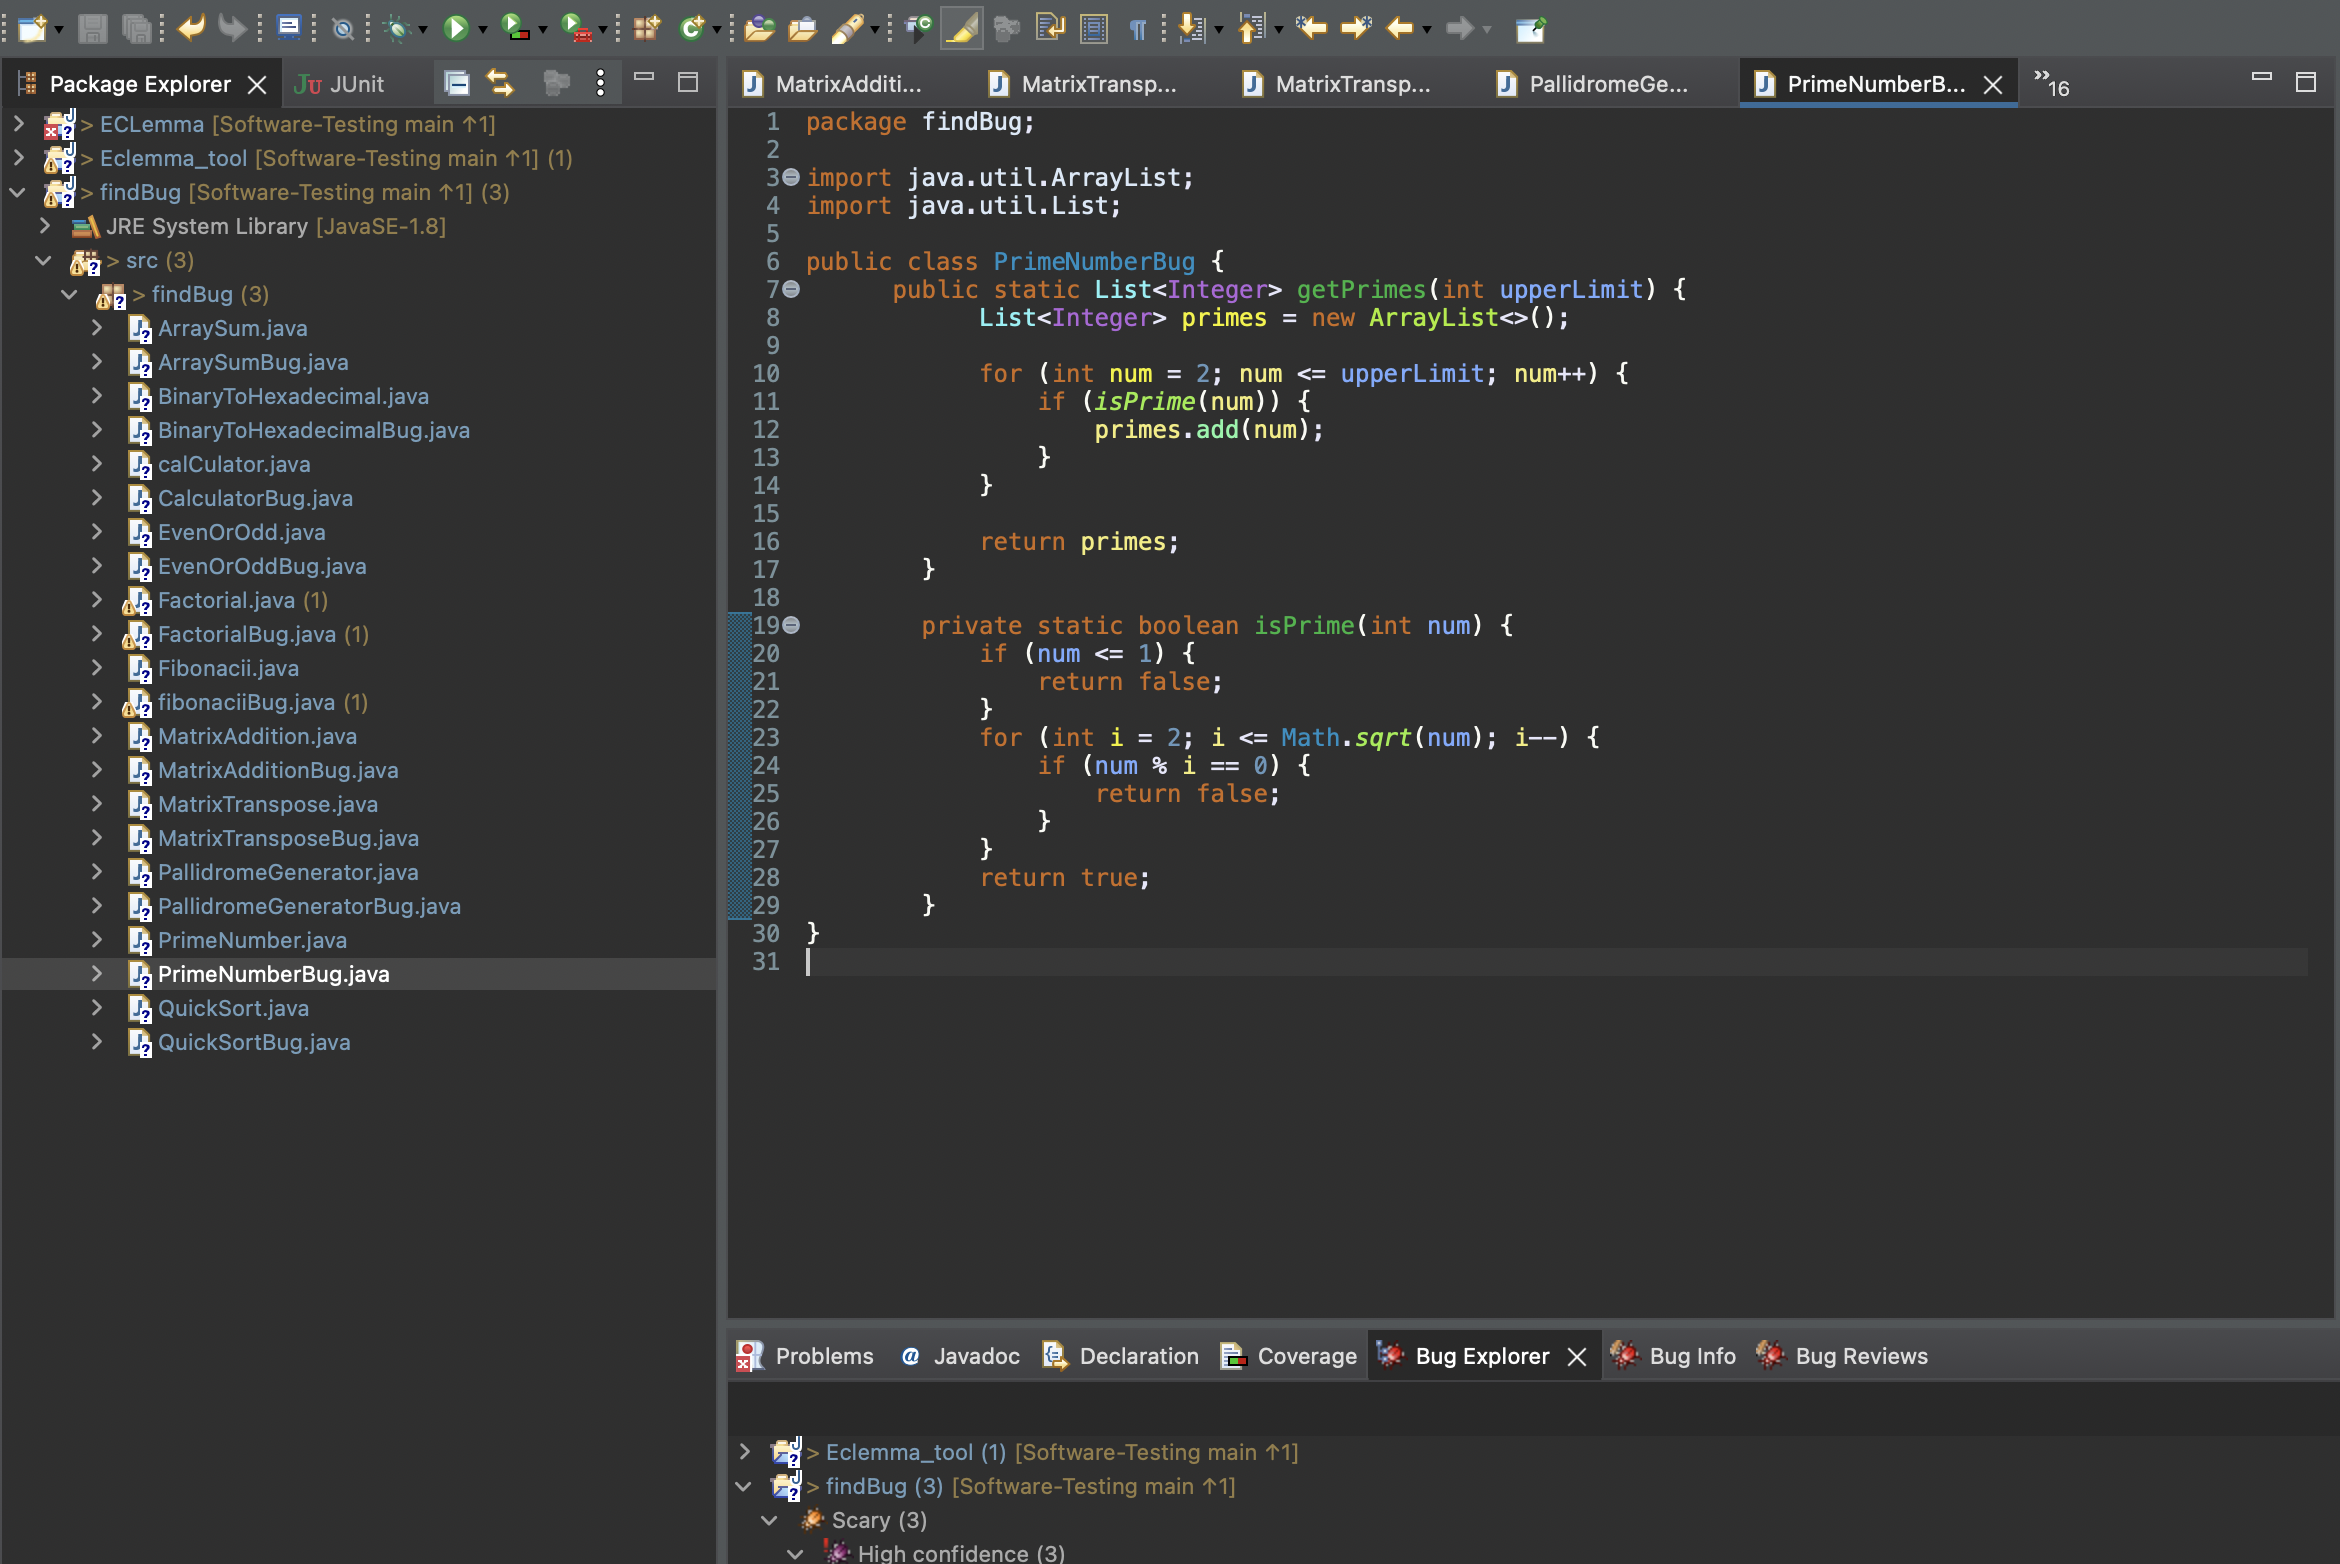 Package Explorer
JUnit
> ECLemma [Software-Testing main ↑1]
> Eclemma_tool [Software-Testing main ↑1] (1)
> findBug [Software-Testing main ↑1] (3)
JRE System Library [JavaSE-1.8]
> src (3)
> findBug (3)
ArraySum.java
ArraySumBug.java
BinaryToHexadecimal.java
BinaryToHexadecimalBug.java
calCulator.java
CalculatorBug.java
EvenOrOdd.java
EvenOrOddBug.java
Factorial.java (1)
FactorialBug.java (1)
Fibonacii.java
fibonaciiBug.java (1)
MatrixAddition.java
MatrixAdditionBug.java
MatrixTranspose.java
MatrixTransposeBug.java
PallidromeGenerator.java
PallidromeGeneratorBug.java
PrimeNumber.java
PrimeNumberBug.java
QuickSort.java
QuickSortBug.java
MatrixAdditi...
MatrixTransp...
MatrixTransp...
PallidromeGe...
PrimeNumberB...
»16
1 package findBug;
2
3 import java.util.ArrayList;
4 import java.util.List;
5
6 public class PrimeNumberBug {
7 public static List<Integer> getPrimes(int upperLimit) {
8 List<Integer> primes = new ArrayList<>();
9
10 for (int num = 2; num <= upperLimit; num++) {
11 if (isPrime(num)) {
12 primes.add(num);
13 }
14 }
15
16 return primes;
17 }
18
19 private static boolean isPrime(int num) {
20 if (num <= 1) {
21 return false;
22 }
23 for (int i = 2; i <= Math.sqrt(num); i--) {
24 if (num % i == 0) {
25 return false;
26 }
27 }
28 return true;
29 }
30 }
31
Problems
@ Javadoc
Declaration
Coverage
Bug Explorer
Bug Info
Bug Reviews
> Eclemma_tool (1) [Software-Testing main ↑1]
> findBug (3) [Software-Testing main ↑1]
Scary (3)
High confidence (3)